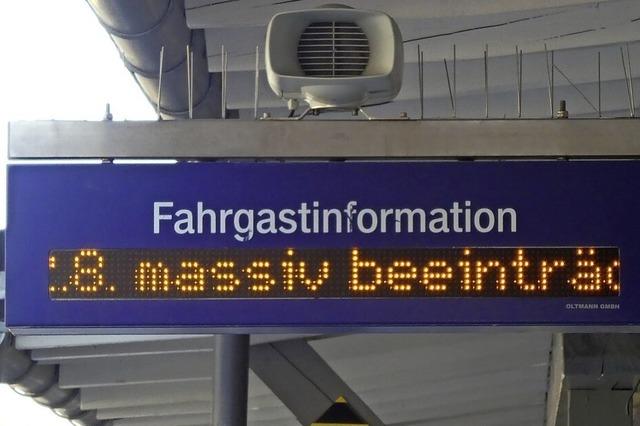 Fahrgastinformation
.8. massiv beeinträc
OLTMANN GMBH